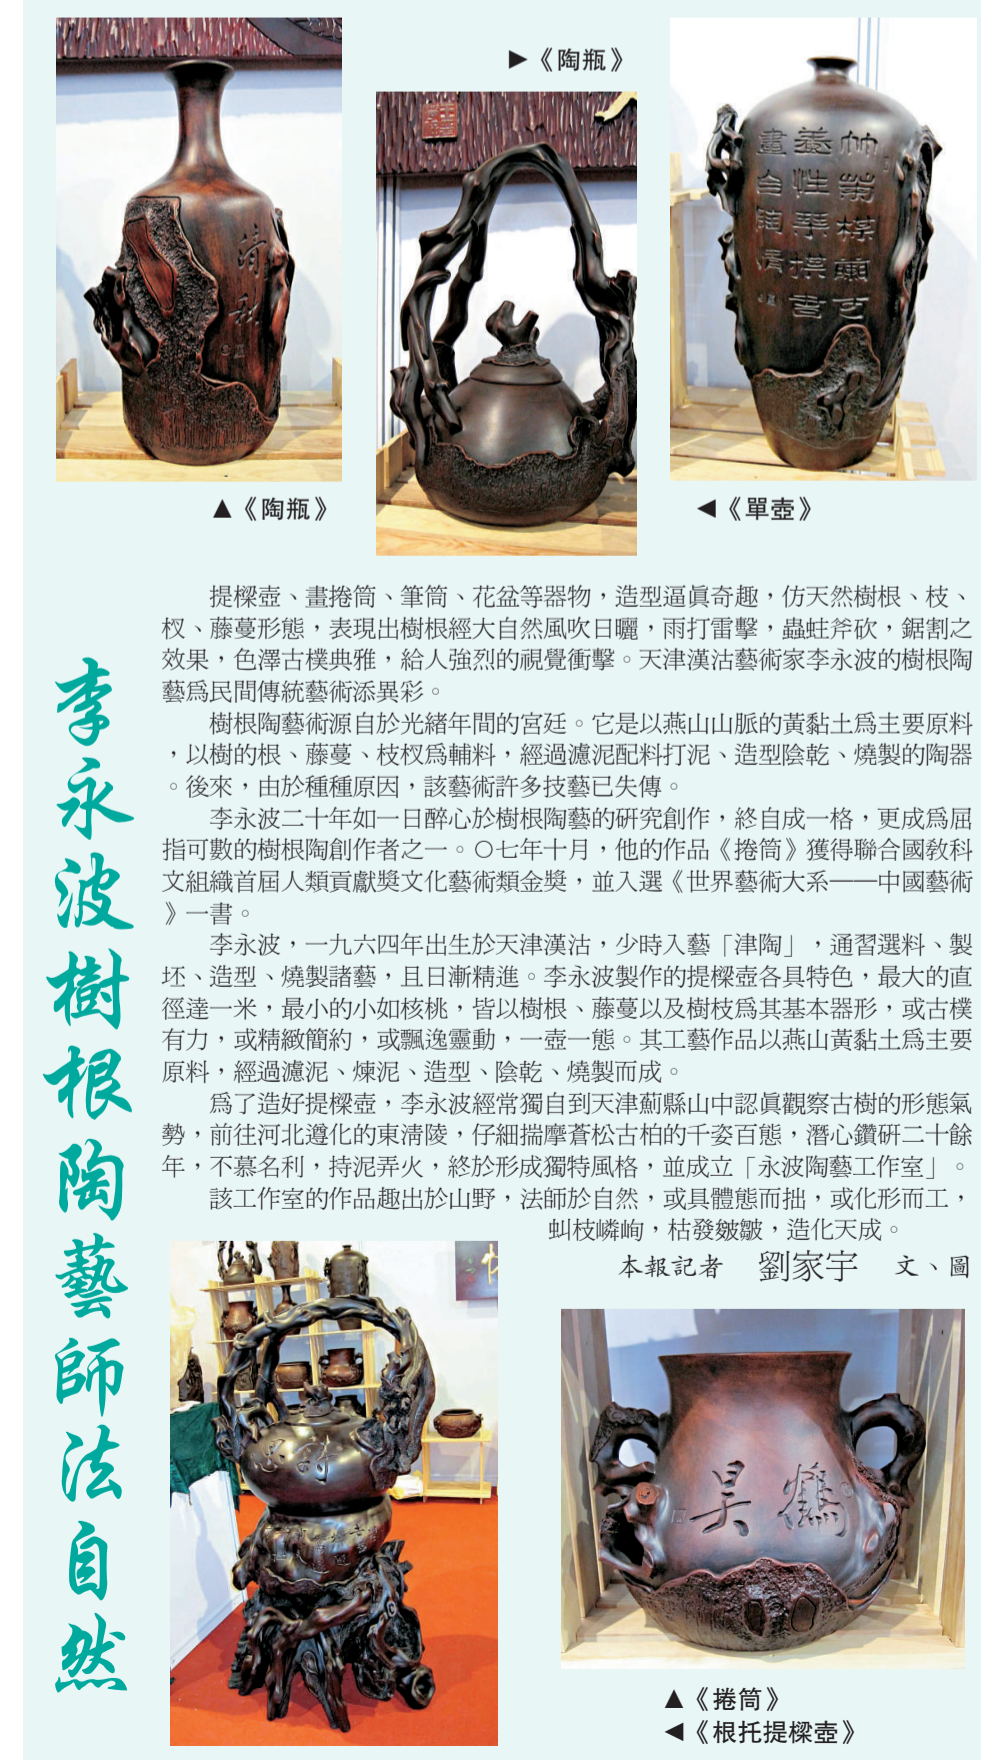 ▶《陶瓶》
▲《陶瓶》
◀《單壺》
清
畫養竹
性
自琴
書
李永波樹根陶藝師法自然
提樑壺、畫捲筒、筆筒、花盆等器物，造型逼眞奇趣，仿天然樹根、枝、
杈、藤蔓形態，表現出樹根經大自然風吹日曬，雨打雷擊，蟲蛀斧砍，鋸割之
效果，色澤古樸典雅，給人強烈的視覺衝擊。天津漢沽藝術家李永波的樹根陶
藝爲民間傳統藝術添異彩。
樹根陶藝術源自於光緒年間的宮廷。它是以燕山山脈的黃黏土爲主要原料
，以樹的根、藤蔓、枝杈爲輔料，經過濾泥配料打泥、造型陰乾、燒製的陶器
。後來，由於種種原因，該藝術許多技藝已失傳。
李永波二十年如一日醉心於樹根陶藝的硏究創作，終自成一格，更成爲屈
指可數的樹根陶創作者之一。○七年十月，他的作品《捲筒》獲得聯合國敎科
文組織首屆人類貢獻獎文化藝術類金獎，並入選《世界藝術大系——中國藝術
》一書。
李永波，一九六四年出生於天津漢沽，少時入藝「津陶」，通習選料、製
坯、造型、燒製諸藝，且日漸精進。李永波製作的提樑壺各具特色，最大的直
徑達一米，最小的小如核桃，皆以樹根、藤蔓以及樹枝爲其基本器形，或古樸
有力，或精緻簡約，或飄逸靈動，一壺一態。其工藝作品以燕山黃黏土爲主要
原料，經過濾泥、煉泥、造型、陰乾、燒製而成。
爲了造好提樑壺，李永波經常獨自到天津薊縣山中認眞觀察古樹的形態氣
勢，前往河北遵化的東淸陵，仔細揣摩蒼松古柏的千姿百態，潛心鑽硏二十餘
年，不慕名利，持泥弄火，終於形成獨特風格，並成立「永波陶藝工作室」。
該工作室的作品趣出於山野，法師於自然，或具體態而拙，或化形而工，
虯枝嶙峋，枯發皴皺，造化天成。
本報記者　劉家宇　文、圖
吳鶴
▲《捲筒》
◀《根托提樑壺》